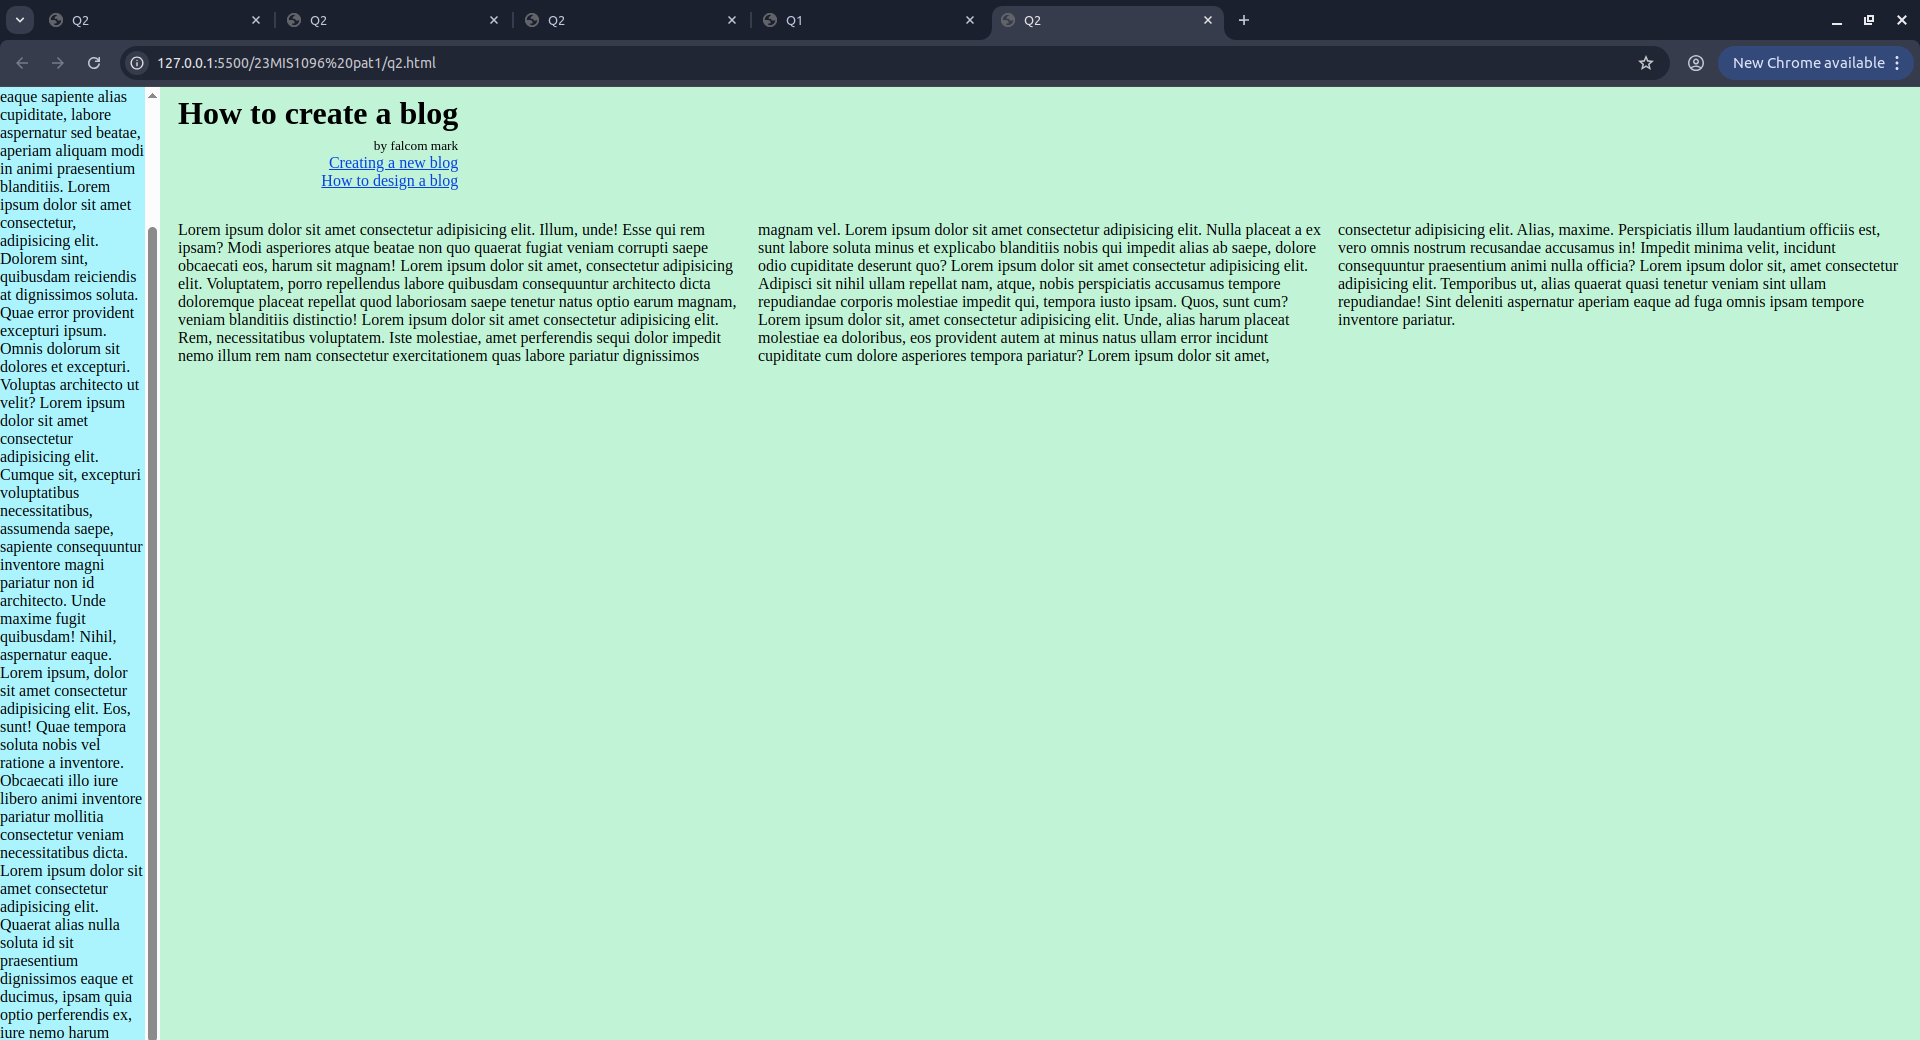 Q2
Q2
Q2
Q1
Q2
127.0.0.1:5500/23MIS1096%20pat1/q2.html
New Chrome available
eaque sapiente alias
cupiditate, labore
aspernatur sed beatae,
aperiam aliquam modi
in animi praesentium
blanditiis. Lorem
ipsum dolor sit amet
consectetur,
adipisicing elit.
Dolorem sint,
quibusdam reiciendis
at dignissimos soluta.
Quae error provident
excepturi ipsum.
Omnis dolorum sit
dolores et excepturi.
Voluptas architecto ut
velit? Lorem ipsum
dolor sit amet
consectetur
adipisicing elit.
Cumque sit, excepturi
voluptatibus
necessitatibus,
assumenda saepe,
sapiente consequuntur
inventore magni
pariatur non id
architecto. Unde
maxime fugit
quibusdam! Nihil,
aspernatur eaque.
Lorem ipsum, dolor
sit amet consectetur
adipisicing elit. Eos,
sunt! Quae tempora
soluta nobis vel
ratione a inventore.
Obcaecati illo iure
libero animi inventore
pariatur mollitia
consectetur veniam
necessitatibus dicta.
Lorem ipsum dolor sit
amet consectetur
adipisicing elit.
Quaerat alias nulla
soluta id sit
praesentium
dignissimos eaque et
ducimus, ipsam quia
optio perferendis ex,
iure nemo harum
How to create a blog
by falcom mark
Creating a new blog
How to design a blog
Lorem ipsum dolor sit amet consectetur adipisicing elit. Illum, unde! Esse qui rem
ipsam? Modi asperiores atque beatae non quo quaerat fugiat veniam corrupti saepe
obcaecati eos, harum sit magnam! Lorem ipsum dolor sit amet, consectetur adipisicing
elit. Voluptatem, porro repellendus labore quibusdam consequuntur architecto dicta
doloremque placeat repellat quod laboriosam saepe tenetur natus optio earum magnam,
veniam blanditiis distinctio! Lorem ipsum dolor sit amet consectetur adipisicing elit.
Rem, necessitatibus voluptatem. Iste molestiae, amet perferendis sequi dolor impedit
nemo illum rem nam consectetur exercitationem quas labore pariatur dignissimos
magnam vel. Lorem ipsum dolor sit amet consectetur adipisicing elit. Nulla placeat a ex
sunt labore soluta minus et explicabo blanditiis nobis qui impedit alias ab saepe, dolore
odio cupiditate deserunt quo? Lorem ipsum dolor sit amet consectetur adipisicing elit.
Adipisci sit nihil ullam repellat nam, atque, nobis perspiciatis accusamus tempore
repudiandae corporis molestiae impedit qui, tempora iusto ipsam. Quos, sunt cum?
Lorem ipsum dolor sit, amet consectetur adipisicing elit. Unde, alias harum placeat
molestiae ea doloribus, eos provident autem at minus natus ullam error incidunt
cupiditate cum dolore asperiores tempora pariatur? Lorem ipsum dolor sit amet,
consectetur adipisicing elit. Alias, maxime. Perspiciatis illum laudantium officiis est,
vero omnis nostrum recusandae accusamus in! Impedit minima velit, incidunt
consequuntur praesentium animi nulla officia? Lorem ipsum dolor sit, amet consectetur
adipisicing elit. Temporibus ut, alias quaerat quasi tenetur veniam sint ullam
repudiandae! Sint deleniti aspernatur aperiam eaque ad fuga omnis ipsam tempore
inventore pariatur.